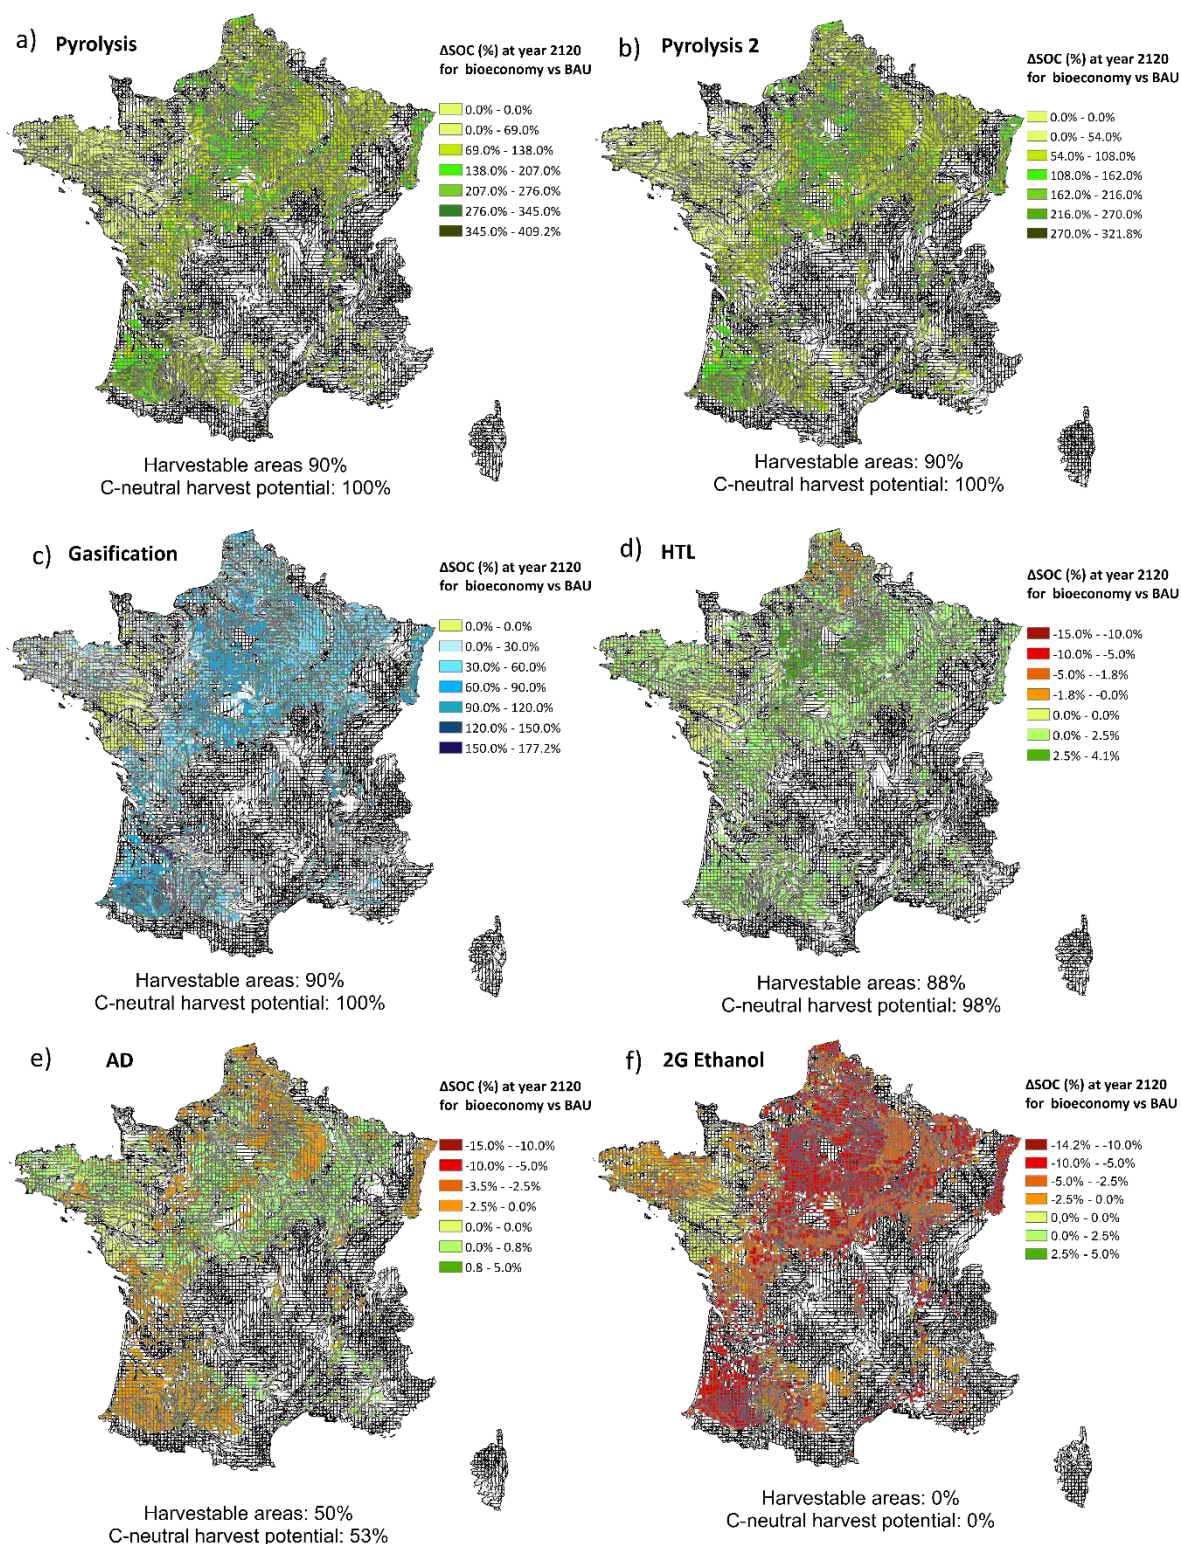 a) Pyrolysis
ΔSOC (%) at year 2120
for bioeconomy vs BAU
0.0% - 0.0%
0.0% - 69.0%
69.0% - 138.0%
138.0% - 207.0%
207.0% - 276.0%
276.0% - 345.0%
345.0% - 409.2%
Harvestable areas 90%
C-neutral harvest potential: 100%
b) Pyrolysis 2
ΔSOC (%) at year 2120
for bioeconomy vs BAU
0.0% - 0.0%
0.0% - 54.0%
54.0% - 108.0%
108.0% - 162.0%
162.0% - 216.0%
216.0% - 270.0%
270.0% - 321.8%
Harvestable areas: 90%
C-neutral harvest potential: 100%
c) Gasification
ΔSOC (%) at year 2120
for bioeconomy vs BAU
0.0% - 0.0%
0.0% - 30.0%
30.0% - 60.0%
60.0% - 90.0%
90.0% - 120.0%
120.0% - 150.0%
150.0% - 177.2%
Harvestable areas: 90%
C-neutral harvest potential: 100%
d) HTL
ΔSOC (%) at year 2120
for bioeconomy vs BAU
-15.0% - -10.0%
-10.0% - -5.0%
-5.0% - -1.8%
-1.8% - -0.0%
0.0% - 0.0%
0.0% - 2.5%
2.5% - 4.1%
Harvestable areas: 88%
C-neutral harvest potential: 98%
e) AD
ΔSOC (%) at year 2120
for bioeconomy vs BAU
-15.0% - -10.0%
-10.0% - -5.0%
-3.5% - -2.5%
-2.5% - 0.0%
0.0% - 0.0%
0.0% - 0.8%
0.8 - 5.0%
Harvestable areas: 50%
C-neutral harvest potential: 53%
f) 2G Ethanol
ΔSOC (%) at year 2120
for bioeconomy vs BAU
-14.2% - -10.0%
-10.0% - -5.0%
-5.0% - -2.5%
-2.5% - 0.0%
0,0% - 0.0%
0.0% - 2.5%
2.5% - 5.0%
Harvestable areas: 0%
C-neutral harvest potential: 0%